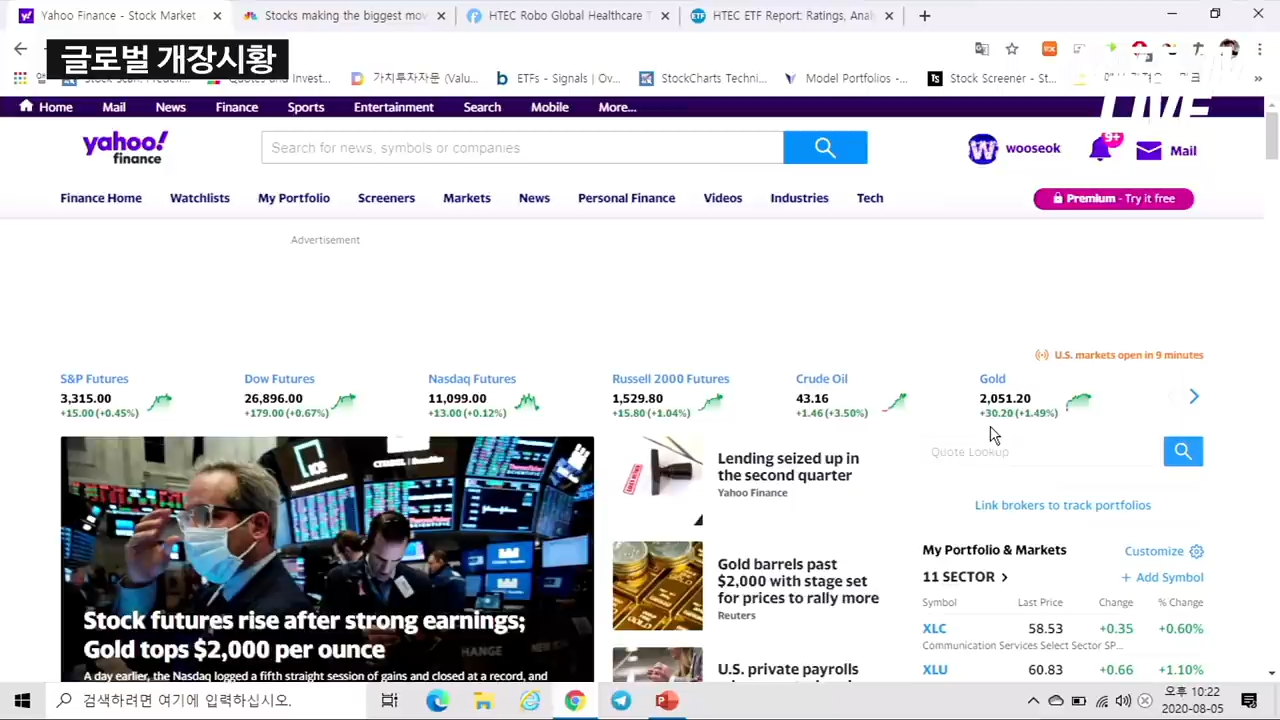 Yahoo Finance - Stock Market
Stocks making the biggest mov
HTEC Robo Global Healthcare T
HTEC ETF Report: Ratings, Ana
글로벌 개장시황
가치투자자문 (Valu...
ETFS - Signals | Ov...
StockCharts Techni...
Model Portfolios -...
Stock Screener - St...
LIVE
Home Mail News Finance Sports Entertainment Search Mobile More...
yahoo!
finance
Search for news, symbols or companies
wooseok
9+
Mail
Finance Home Watchlists My Portfolio Screeners Markets News Personal Finance Videos Industries Tech
Premium - Try it free
Advertisement
U.S. markets open in 9 minutes
S&P Futures Dow Futures Nasdaq Futures Russell 2000 Futures Crude Oil Gold
3,315.00 26,896.00 11,099.00 1,529.80 43.16 2,051.20
+15.00 (+0.45%) +179.00 (+0.67%) +13.00 (+0.12%) +15.80 (+1.04%) +1.46 (+3.50%) +30.20 (+1.49%)
Stock futures rise after strong earnings;
Gold tops $2,000 per ounce
A day earlier, the Nasdaq logged a fifth straight session of gains and closed at a record, and
Lending seized up in
the second quarter
Yahoo Finance
Gold barrels past
$2,000 with stage set
for prices to rally more
Reuters
U.S. private payrolls
Quote Lookup
Link brokers to track portfolios
My Portfolio & Markets
Customize
11 SECTOR >
+ Add Symbol
Symbol Last Price Change % Change
XLC 58.53 +0.35 +0.60%
Communication Services Select Sector SP...
XLU 60.83 +0.66 +1.10%
검색하려면 여기에 입력하십시오.
오후 10:22
2020-08-05